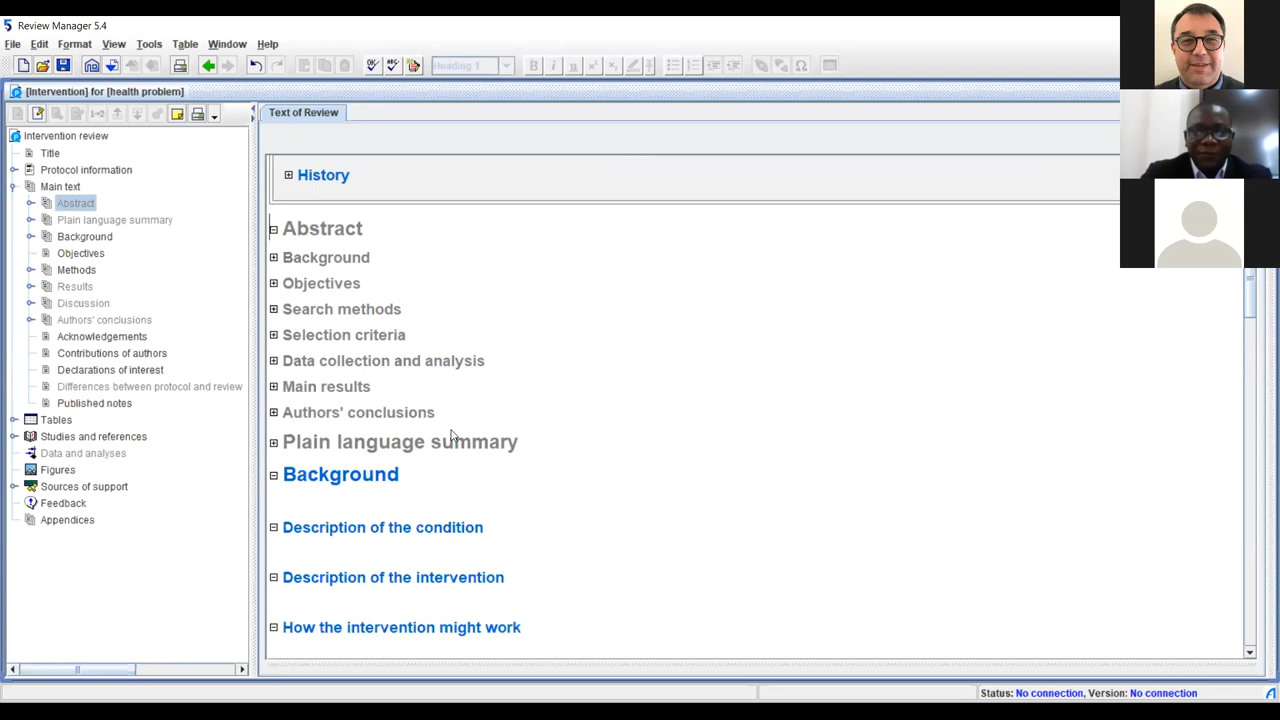 Review Manager 5.4
File Edit Format View Tools Table Window Help
Heading 1
[Intervention] for [health problem]
Intervention review
Title
Protocol information
Main text
Abstract
Plain language summary
Background
Objectives
Methods
Results
Discussion
Authors' conclusions
Acknowledgements
Contributions of authors
Declarations of interest
Differences between protocol and review
Published notes
Tables
Studies and references
Data and analyses
Figures
Sources of support
Feedback
Appendices
Text of Review
History
Abstract
Background
Objectives
Search methods
Selection criteria
Data collection and analysis
Main results
Authors' conclusions
Plain language summary
Background
Description of the condition
Description of the intervention
How the intervention might work
Status: No connection, Version: No connection